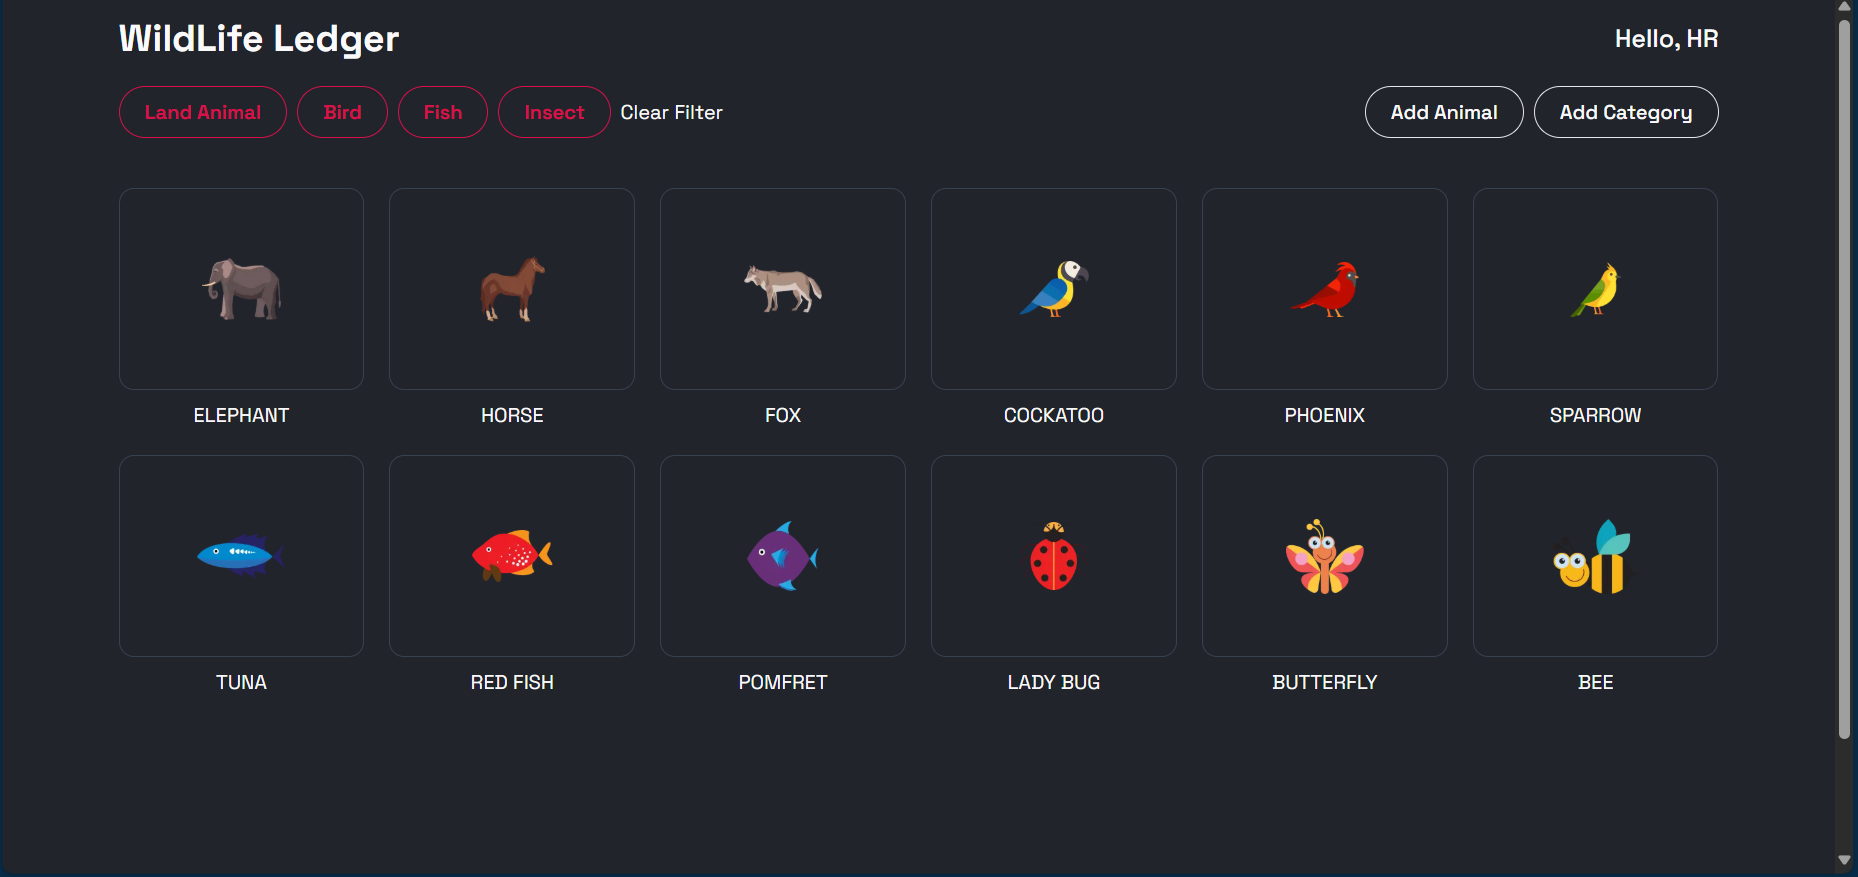 WildLife Ledger
Hello, HR
Land Animal
Bird
Fish
Insect
Clear Filter
Add Animal
Add Category
ELEPHANT
HORSE
FOX
COCKATOO
PHOENIX
SPARROW
TUNA
RED FISH
POMFRET
LADY BUG
BUTTERFLY
BEE